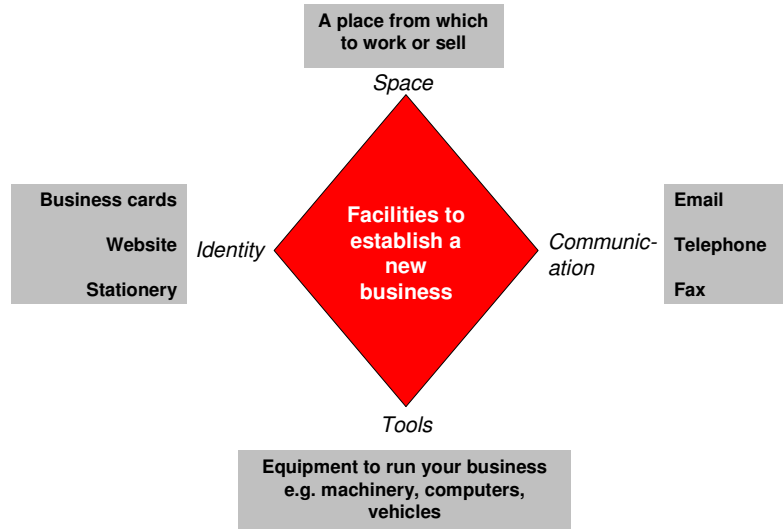 A place from which
to work or sell
Space
Business cards
Website
Stationery
Identity
Facilities to
establish a
new
business
Communic-
ation
Email
Telephone
Fax
Tools
Equipment to run your business
e.g. machinery, computers,
vehicles